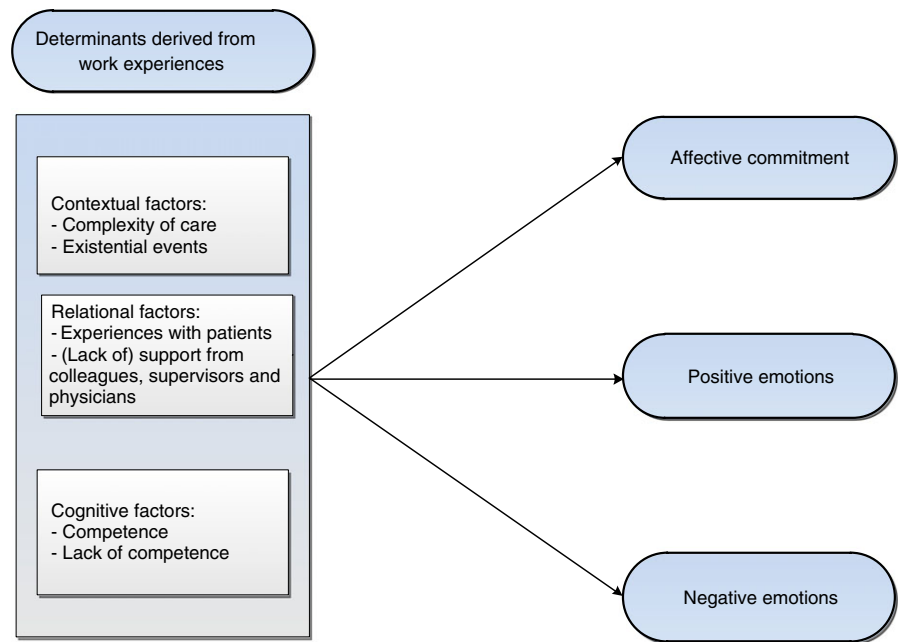 Determinants derived from
work experiences
Contextual factors:
- Complexity of care
- Existential events
Relational factors:
- Experiences with patients
- (Lack of) support from
colleagues, supervisors and
physicians
Cognitive factors:
- Competence
- Lack of competence
Affective commitment
Positive emotions
Negative emotions